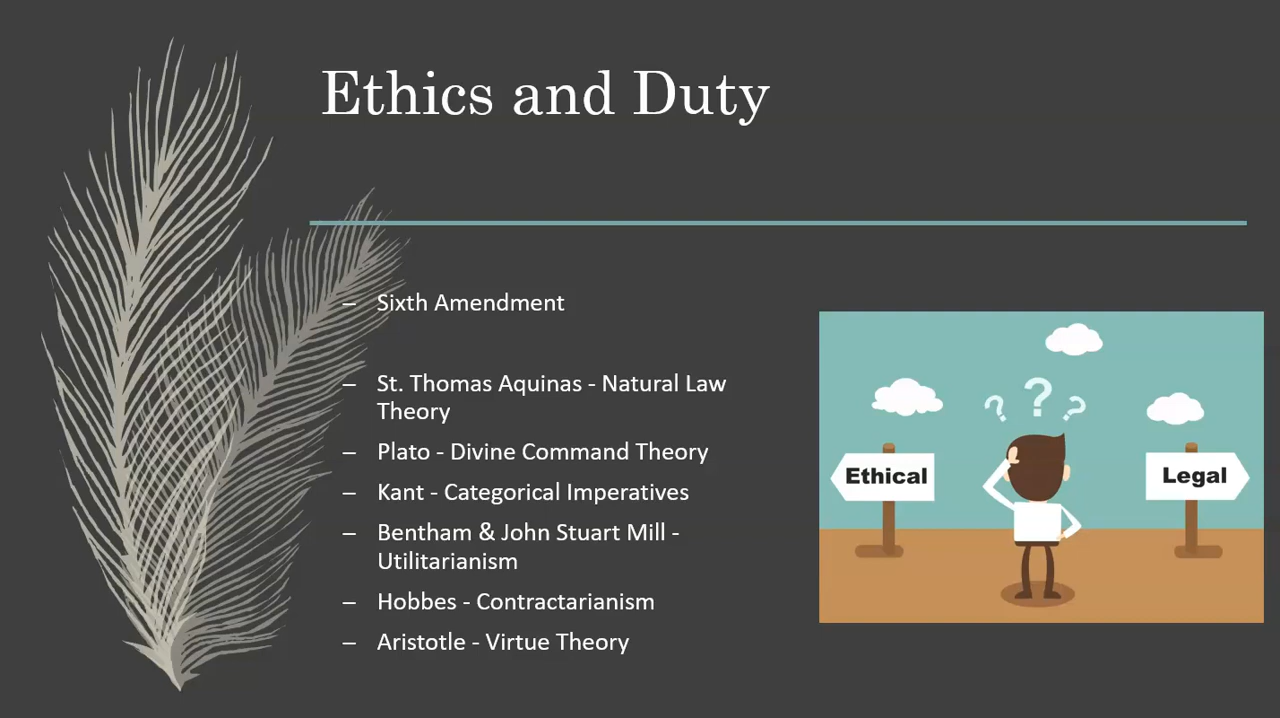 Ethics and Duty
– Sixth Amendment
– St. Thomas Aquinas - Natural Law
Theory
– Plato - Divine Command Theory
– Kant - Categorical Imperatives
– Bentham & John Stuart Mill -
Utilitarianism
– Hobbes - Contractarianism
– Aristotle - Virtue Theory
? ? ?
Ethical
Legal